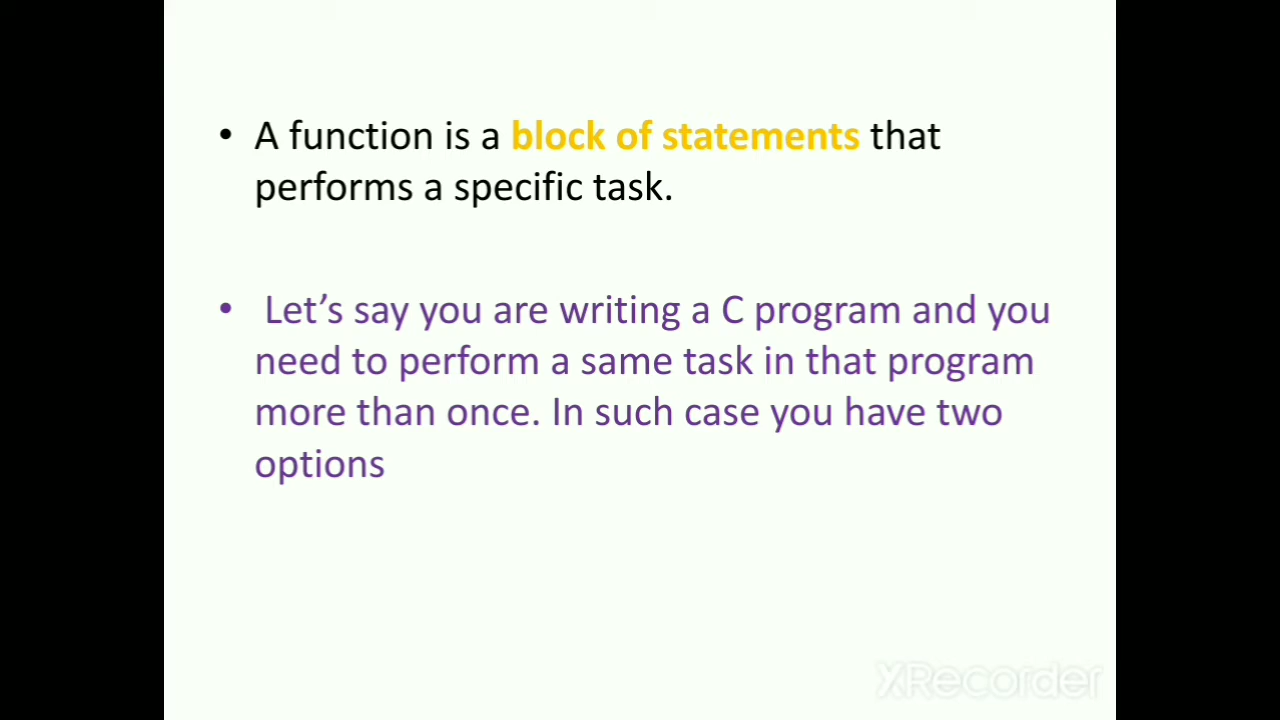 • A function is a block of statements that
performs a specific task.
• Let’s say you are writing a C program and you
need to perform a same task in that program
more than once. In such case you have two
options
XRecorder